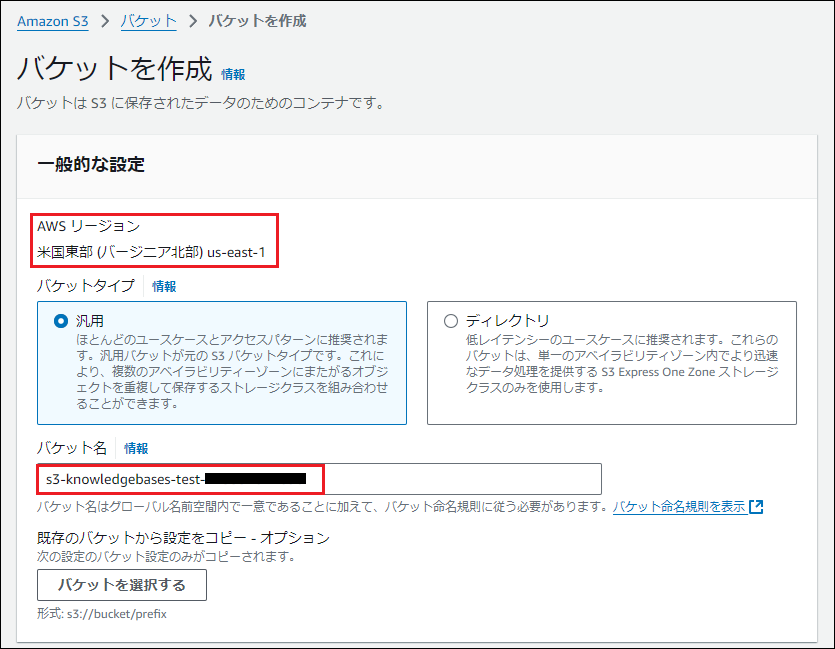 Amazon S3 > バケット > バケットを作成
バケットを作成 情報
バケットは S3 に保存されたデータのためのコンテナです。
一般的な設定
AWS リージョン
米国東部 (バージニア北部) us-east-1
バケットタイプ 情報
汎用
ほとんどのユースケースとアクセスパターンに推奨されま
す。汎用バケットが元の S3 バケットタイプです。これに
より、複数のアベイラビリティーゾーンにまたがるオブジ
ェクトを重複して保存するストレージクラスを組み合わせ
ることができます。
ディレクトリ
低レイテンシーのユースケースに推奨されます。これらの
バケットは、単一のアベイラビリティゾーン内でより迅速
なデータ処理を提供する S3 Express One Zone ストレージ
クラスのみを使用します。
バケット名 情報
s3-knowledgebases-test-
バケット名はグローバル名前空間内で一意であることに加えて、バケット命名規則に従う必要があります。バケット命名規則を表示
既存のバケットから設定をコピー - オプション
次の設定のバケット設定のみがコピーされます。
バケットを選択する
形式: s3://bucket/prefix